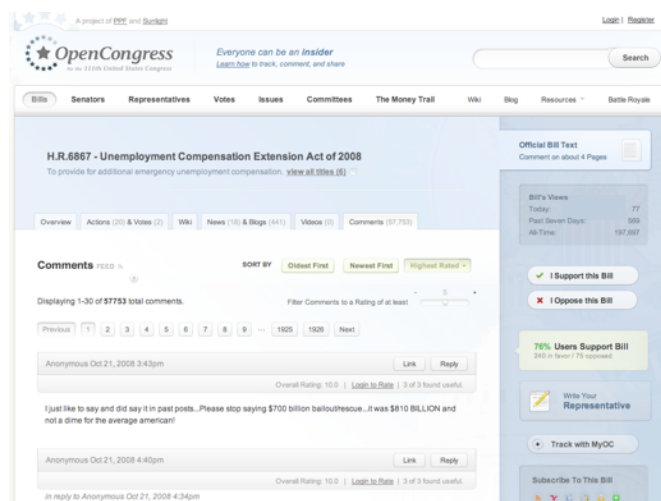 A project of PPF and Sunlight
Login | Register
OpenCongress
for the 111th United States Congress
Everyone can be an insider
Learn how to track, comment, and share
Search
Bills Senators Representatives Votes Issues Committees The Money Trail Wiki Blog Resources Battle Royale
H.R.6867 - Unemployment Compensation Extension Act of 2008
To provide for additional emergency unemployment compensation. view all titles (6)
Overview Actions (20) & Votes (2) Wiki News (18) & Blogs (441) Videos (0) Comments (57,753)
Comments FEED
SORT BY Oldest First Newest First Highest Rated
Displaying 1-30 of 57753 total comments.
Filter Comments to a Rating of at least - 5 +
Previous 1 2 3 4 5 6 7 8 9 ... 1925 1926 Next
Anonymous Oct 21, 2008 3:43pm Link Reply
Overall Rating: 10.0 | Login to Rate | 3 of 3 found useful.
I just like to say and did say it in past posts...Please stop saying $700 billion bailout/rescue...it was $810 BILLION and
not a dime for the average american!
Anonymous Oct 21, 2008 4:40pm Link Reply
Overall Rating: 10.0 | Login to Rate | 3 of 3 found useful.
in reply to Anonymous Oct 21, 2008 4:34pm
Official Bill Text
Comment on about 4 Pages
Bill's Views
Today: 77
Past Seven Days: 589
All-Time: 197,697
I Support this Bill
I Oppose this Bill
76% Users Support Bill
240 in favor / 75 opposed
Write Your
Representative
Track with MyOC
Subscribe To This Bill